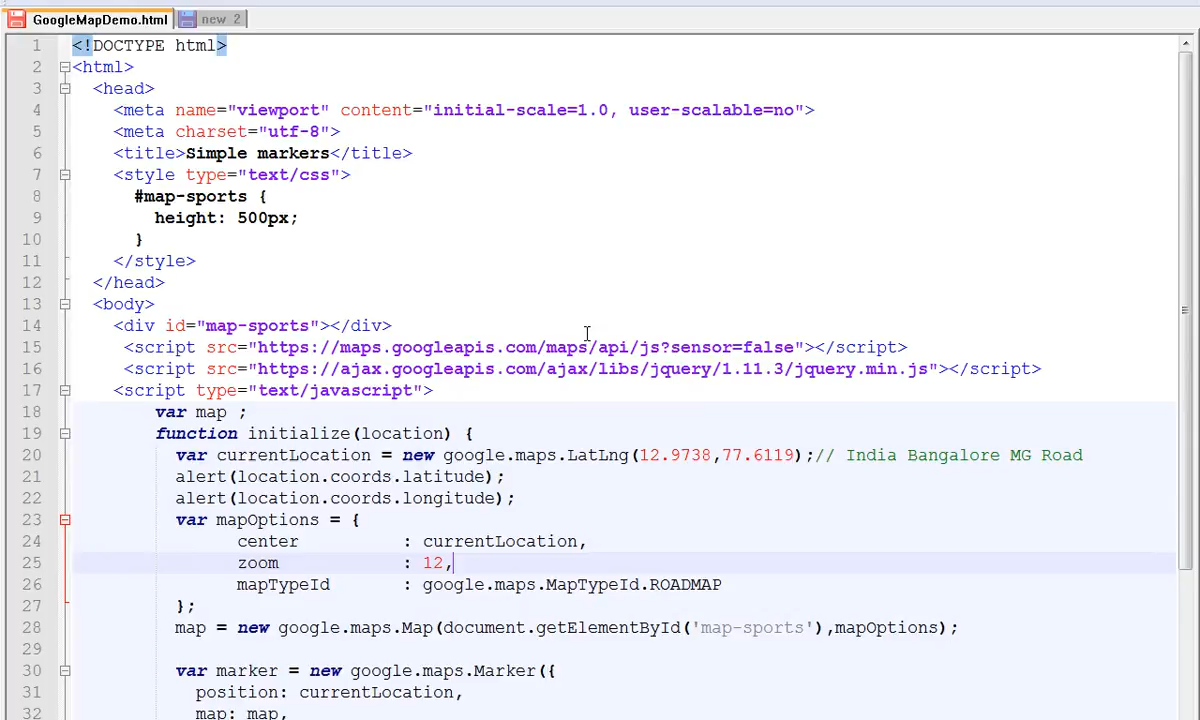 GoogleMapDemo.html new 2
1 <!DOCTYPE html>
2 <html>
3 <head>
4 <meta name="viewport" content="initial-scale=1.0, user-scalable=no">
5 <meta charset="utf-8">
6 <title>Simple markers</title>
7 <style type="text/css">
8 #map-sports {
9 height: 500px;
10 }
11 </style>
12 </head>
13 <body>
14 <div id="map-sports"></div>
15 <script src="https://maps.googleapis.com/maps/api/js?sensor=false"></script>
16 <script src="https://ajax.googleapis.com/ajax/libs/jquery/1.11.3/jquery.min.js"></script>
17 <script type="text/javascript">
18 var map ;
19 function initialize(location) {
20 var currentLocation = new google.maps.LatLng(12.9738,77.6119);// India Bangalore MG Road
21 alert(location.coords.latitude);
22 alert(location.coords.longitude);
23 var mapOptions = {
24 center : currentLocation,
25 zoom : 12,
26 mapTypeId : google.maps.MapTypeId.ROADMAP
27 };
28 map = new google.maps.Map(document.getElementById('map-sports'),mapOptions);
29
30 var marker = new google.maps.Marker({
31 position: currentLocation,
32 map: map,